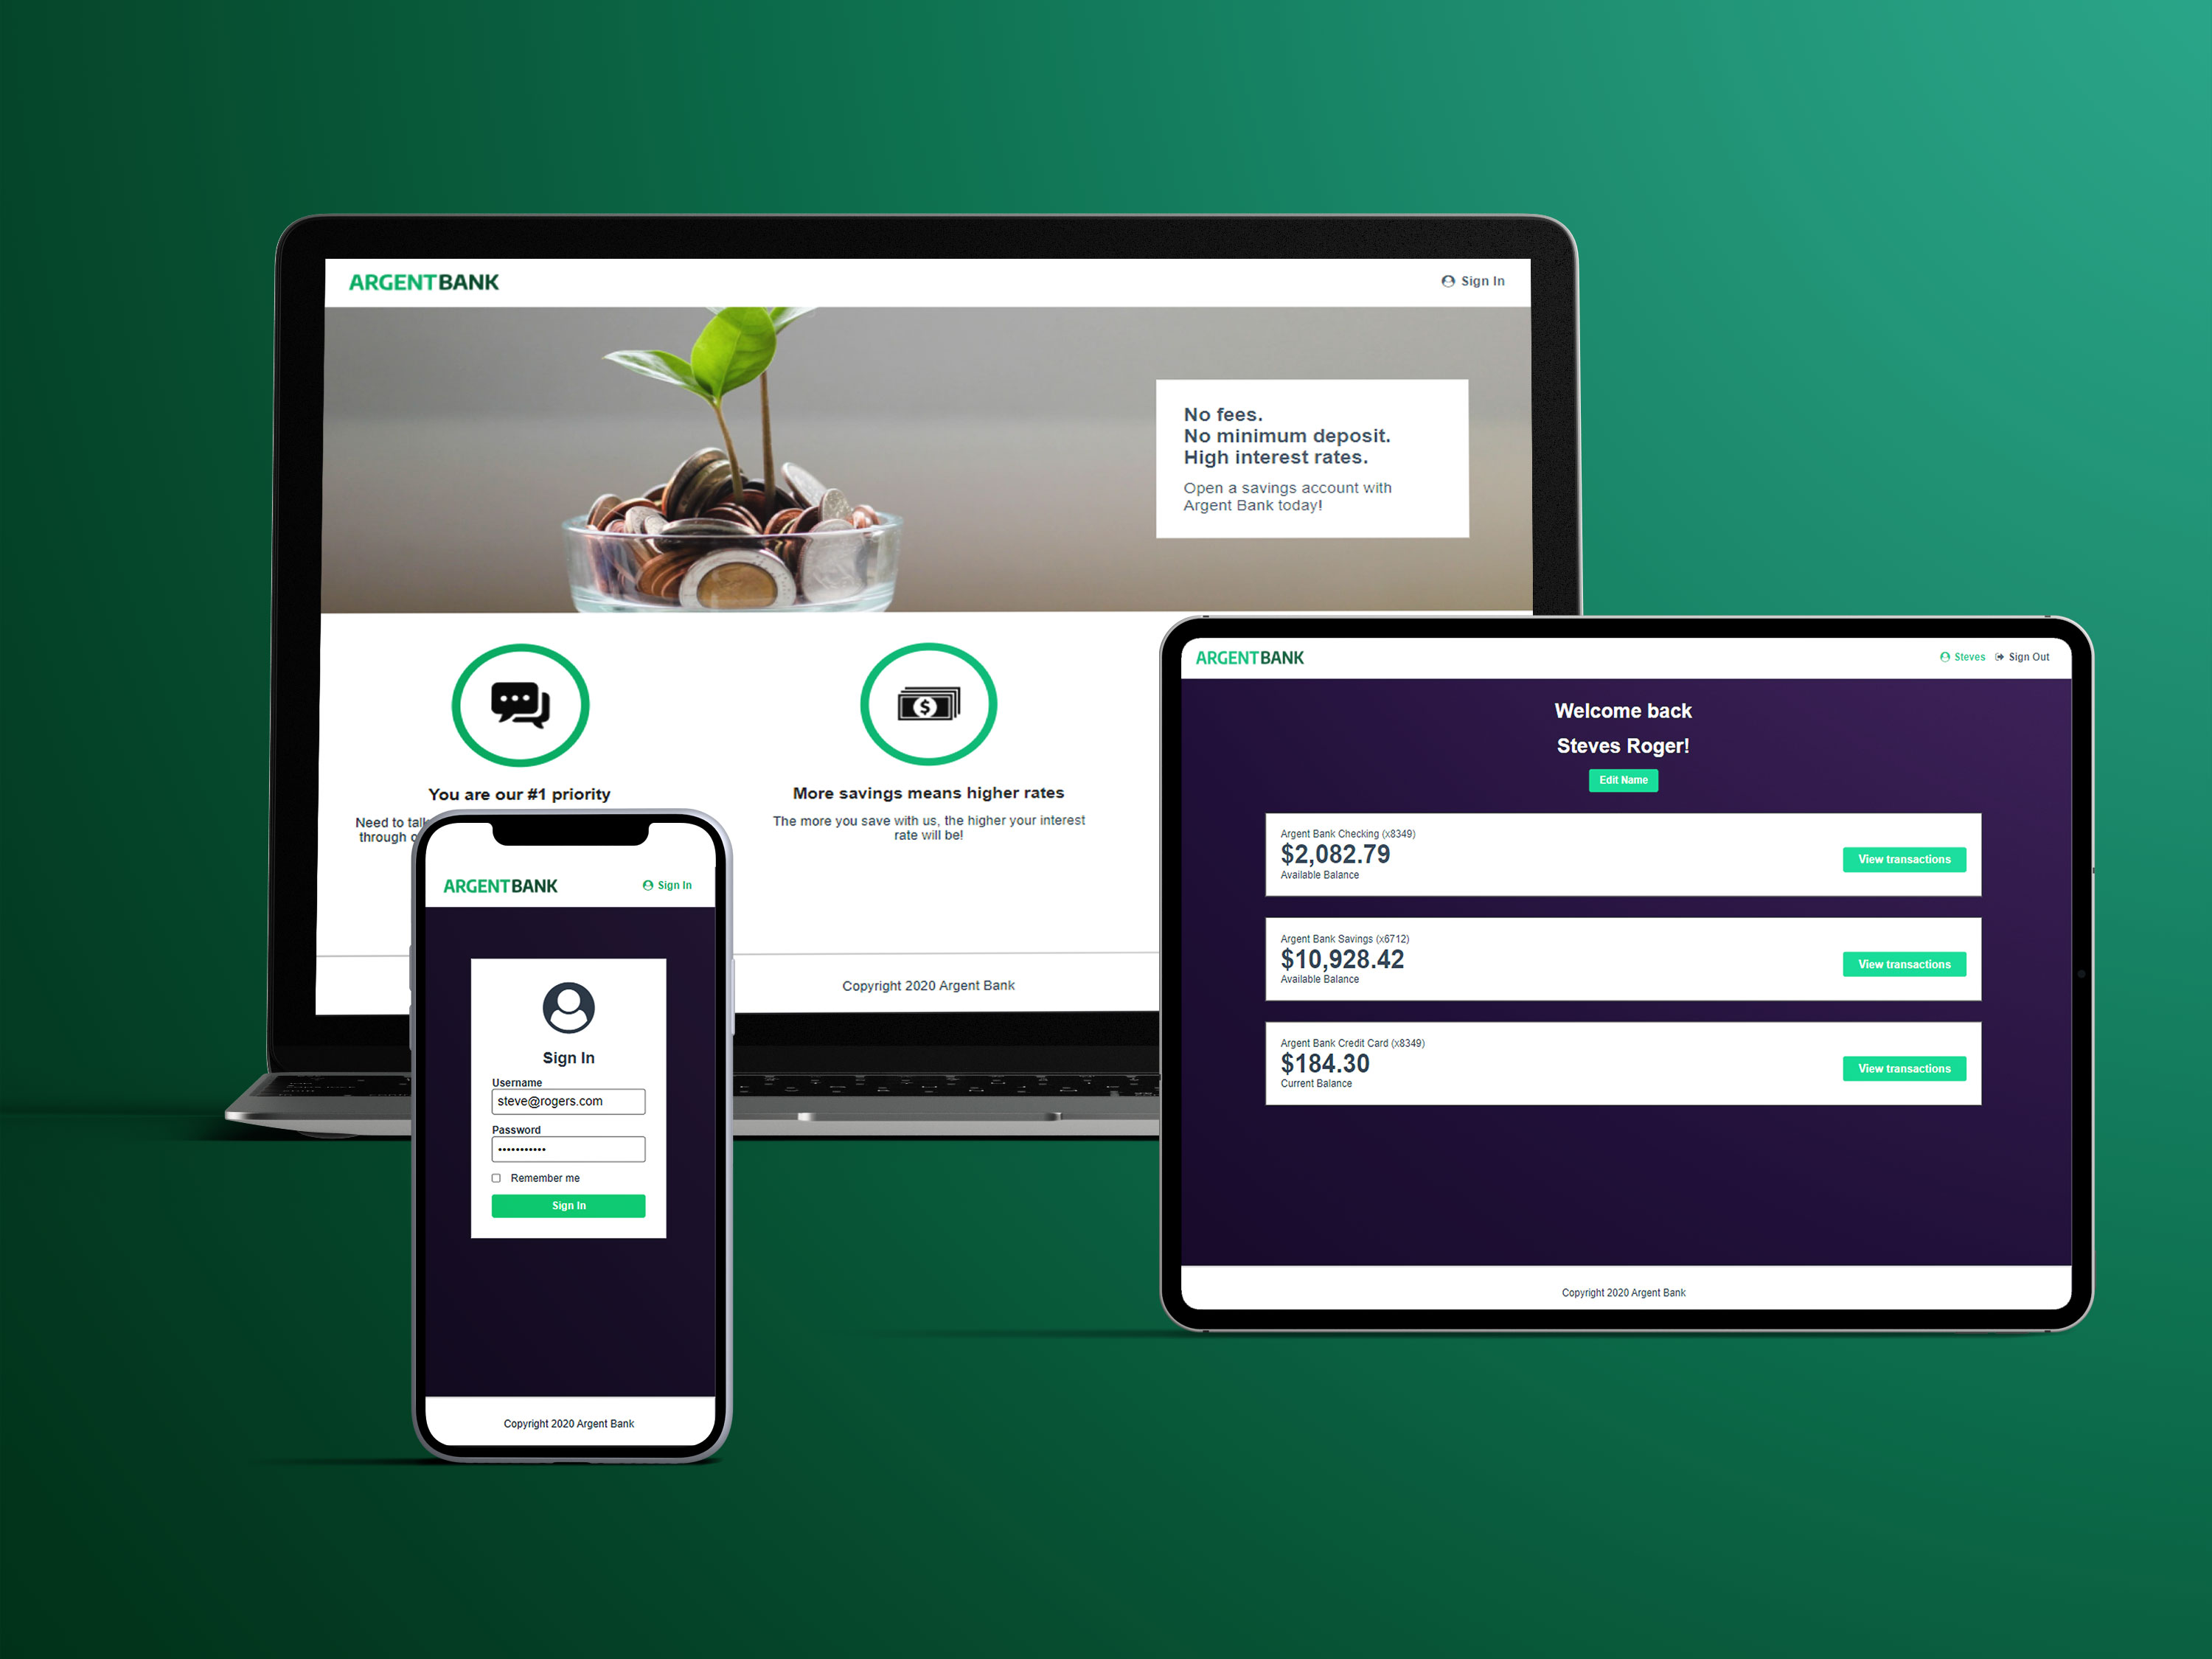 ARGENTBANK
Sign In
No fees.
No minimum deposit.
High interest rates.
Open a savings account with
Argent Bank today!
You are our #1 priority
Need to talk
through
More savings means higher rates
The more you save with us, the higher your interest
rate will be!
Copyright 2020 Argent Bank
ARGENTBANK
Sign In
Sign In
Username
steve@rogers.com
Password
•••••••••••
Remember me
Sign In
Copyright 2020 Argent Bank
ARGENTBANK
Steves Sign Out
Welcome back
Steves Roger!
Edit Name
Argent Bank Checking (x8349)
$2,082.79
Available Balance
View transactions
Argent Bank Savings (x6712)
$10,928.42
Available Balance
View transactions
Argent Bank Credit Card (x8349)
$184.30
Current Balance
View transactions
Copyright 2020 Argent Bank